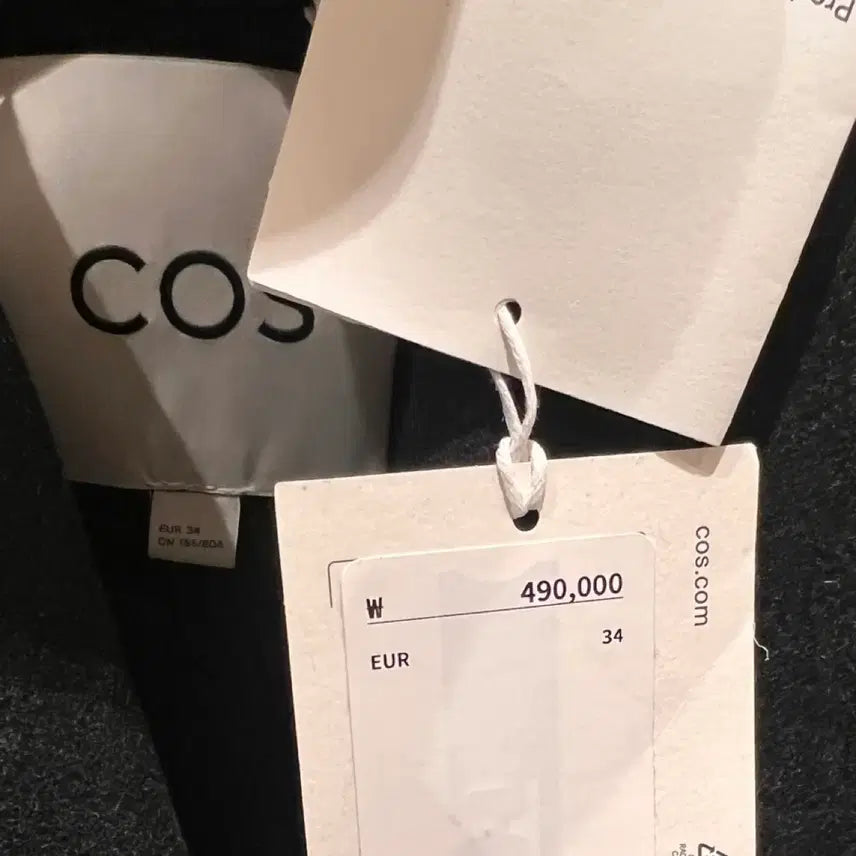 COS
EUR 34
CN 155/80A
₩ 490,000
EUR 34
cos.com